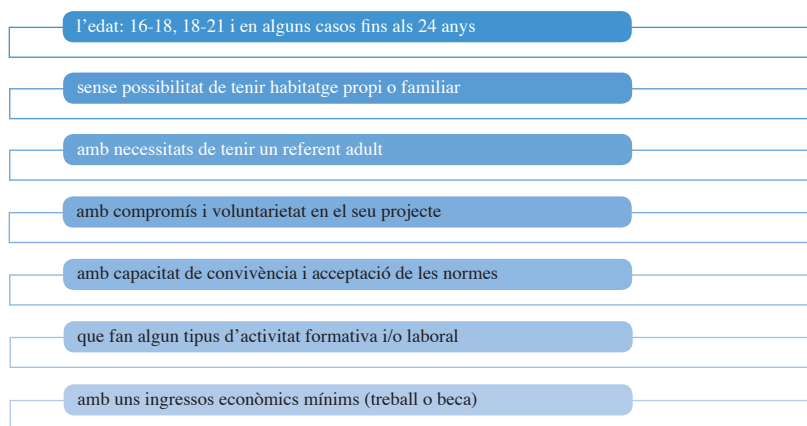 l’edat: 16-18, 18-21 i en alguns casos fins als 24 anys
sense possibilitat de tenir habitatge propi o familiar
amb necessitats de tenir un referent adult
amb compromís i voluntarietat en el seu projecte
amb capacitat de convivència i acceptació de les normes
que fan algun tipus d’activitat formativa i/o laboral
amb uns ingressos econòmics mínims (treball o beca)